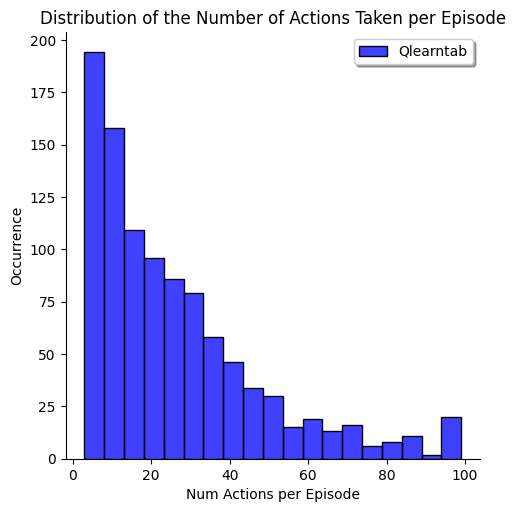 Distribution of the Number of Actions Taken per Episode
Qlearntab
200
175
150
125
100
75
50
25
0
Occurrence
0 20 40 60 80 100
Num Actions per Episode